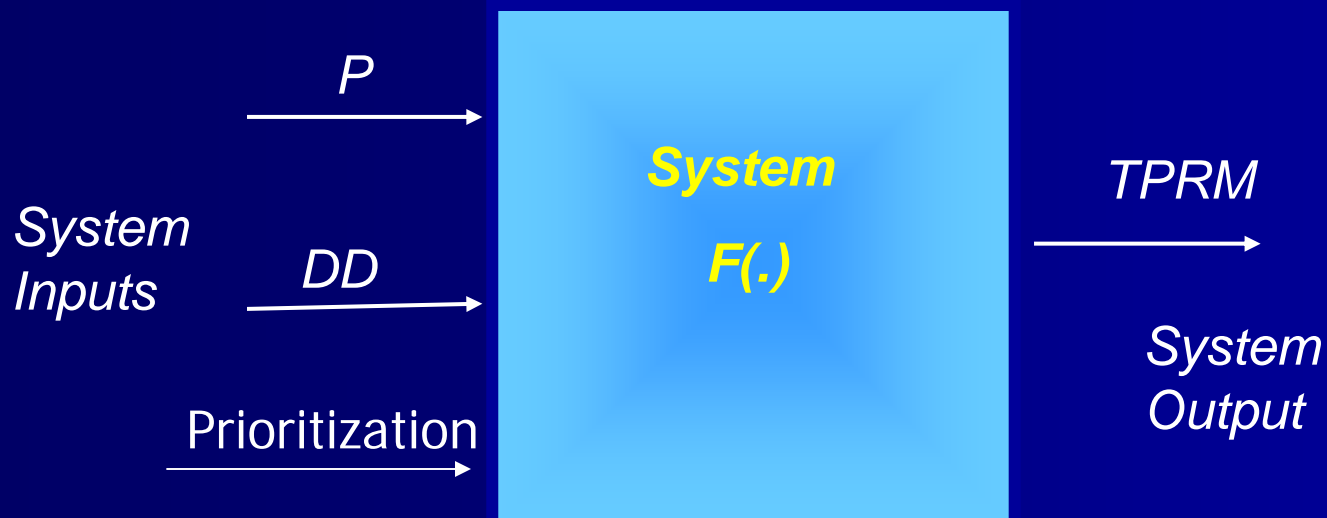 P
System
Inputs
DD
Prioritization
System
F(.)
TPRM
System
Output